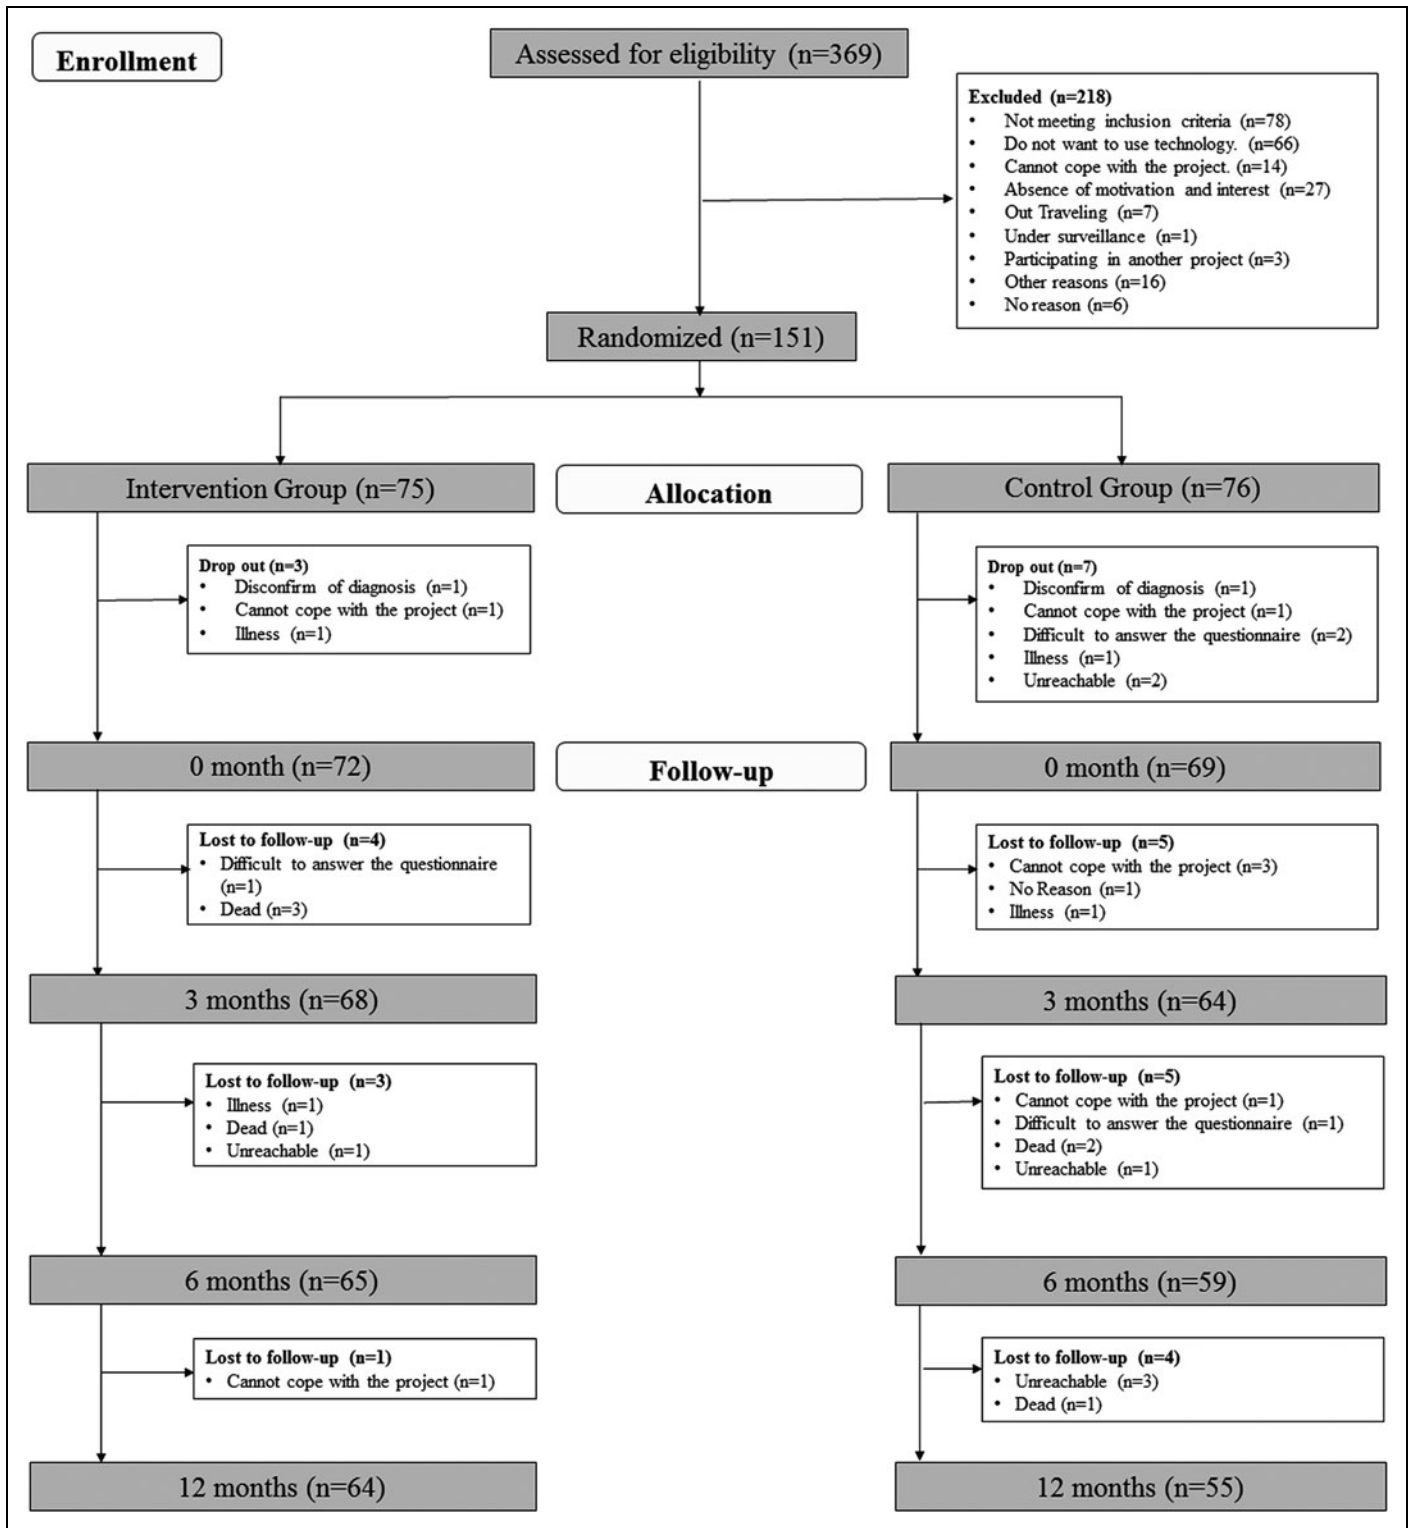 Enrollment
Assessed for eligibility (n=369)
Excluded (n=218)
• Not meeting inclusion criteria (n=78)
• Do not want to use technology. (n=66)
• Cannot cope with the project. (n=14)
• Absence of motivation and interest (n=27)
• Out Traveling (n=7)
• Under surveillance (n=1)
• Participating in another project (n=3)
• Other reasons (n=16)
• No reason (n=6)
Randomized (n=151)
Intervention Group (n=75)
Allocation
Control Group (n=76)
Drop out (n=3)
• Disconfirm of diagnosis (n=1)
• Cannot cope with the project (n=1)
• Illness (n=1)
Drop out (n=7)
• Disconfirm of diagnosis (n=1)
• Cannot cope with the project (n=1)
• Difficult to answer the questionnaire (n=2)
• Illness (n=1)
• Unreachable (n=2)
0 month (n=72)
Follow-up
0 month (n=69)
Lost to follow-up (n=4)
• Difficult to answer the questionnaire
(n=1)
• Dead (n=3)
Lost to follow-up (n=5)
• Cannot cope with the project (n=3)
• No Reason (n=1)
• Illness (n=1)
3 months (n=68)
3 months (n=64)
Lost to follow-up (n=3)
• Illness (n=1)
• Dead (n=1)
• Unreachable (n=1)
Lost to follow-up (n=5)
• Cannot cope with the project (n=1)
• Difficult to answer the questionnaire (n=1)
• Dead (n=2)
• Unreachable (n=1)
6 months (n=65)
6 months (n=59)
Lost to follow-up (n=1)
• Cannot cope with the project (n=1)
Lost to follow-up (n=4)
• Unreachable (n=3)
• Dead (n=1)
12 months (n=64)
12 months (n=55)